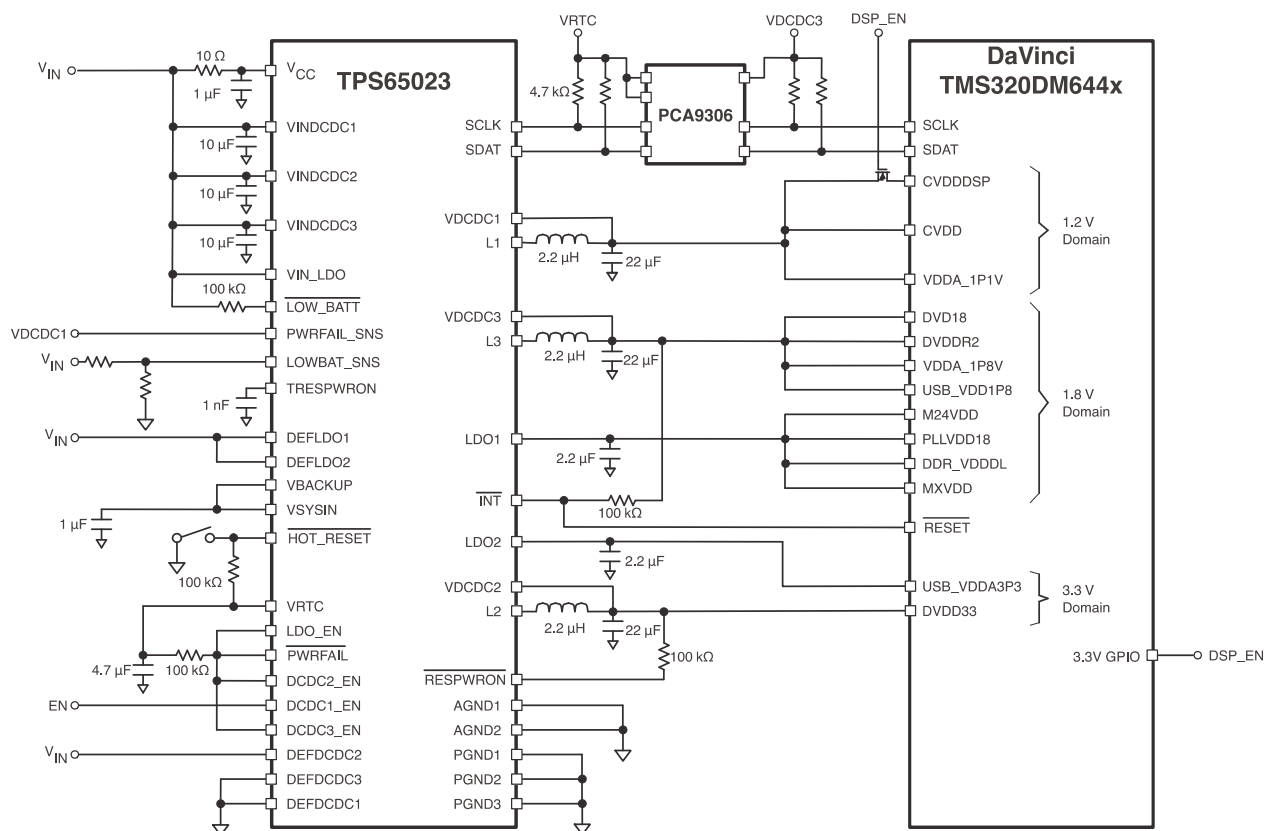 VRTC
VDCDC3
DSP_EN
DaVinci
TMS320DM644x
TPS65023
PCA9306
VIN
10 Ω
1 µF
VCC
4.7 kΩ
10 µF
VINDCDC1
SCLK
SCLK
SDAT
SDAT
10 µF
VINDCDC2
CVDDDSP
10 µF
VINDCDC3
VDCDC1
L1
2.2 µH
22 µF
CVDD
1.2 V
Domain
VIN_LDO
VDDA_1P1V
100 kΩ
LOW_BATT
VDCDC1
PWRFAIL_SNS
VDCDC3
L3
2.2 µH
22 µF
DVD18
DVDDR2
VIN
LOWBAT_SNS
VDDA_1P8V
TRESPWRON
1 nF
USB_VDD1P8
1.8 V
Domain
M24VDD
VIN
DEFLDO1
LDO1
2.2 µF
PLLVDD18
DEFLDO2
DDR_VDDDL
VBACKUP
MXVDD
VSYSIN
1 µF
INT
100 kΩ
RESET
HOT_RESET
LDO2
2.2 µF
100 kΩ
VDCDC2
USB_VDDA3P3
3.3 V
Domain
VRTC
L2
2.2 µH
22 µF
DVDD33
LDO_EN
PWRFAIL
4.7 µF
100 kΩ
100 kΩ
3.3V GPIO
DSP_EN
DCDC2_EN
RESPWRON
EN
DCDC1_EN
AGND1
DCDC3_EN
AGND2
VIN
DEFDCDC2
PGND1
DEFDCDC3
PGND2
DEFDCDC1
PGND3